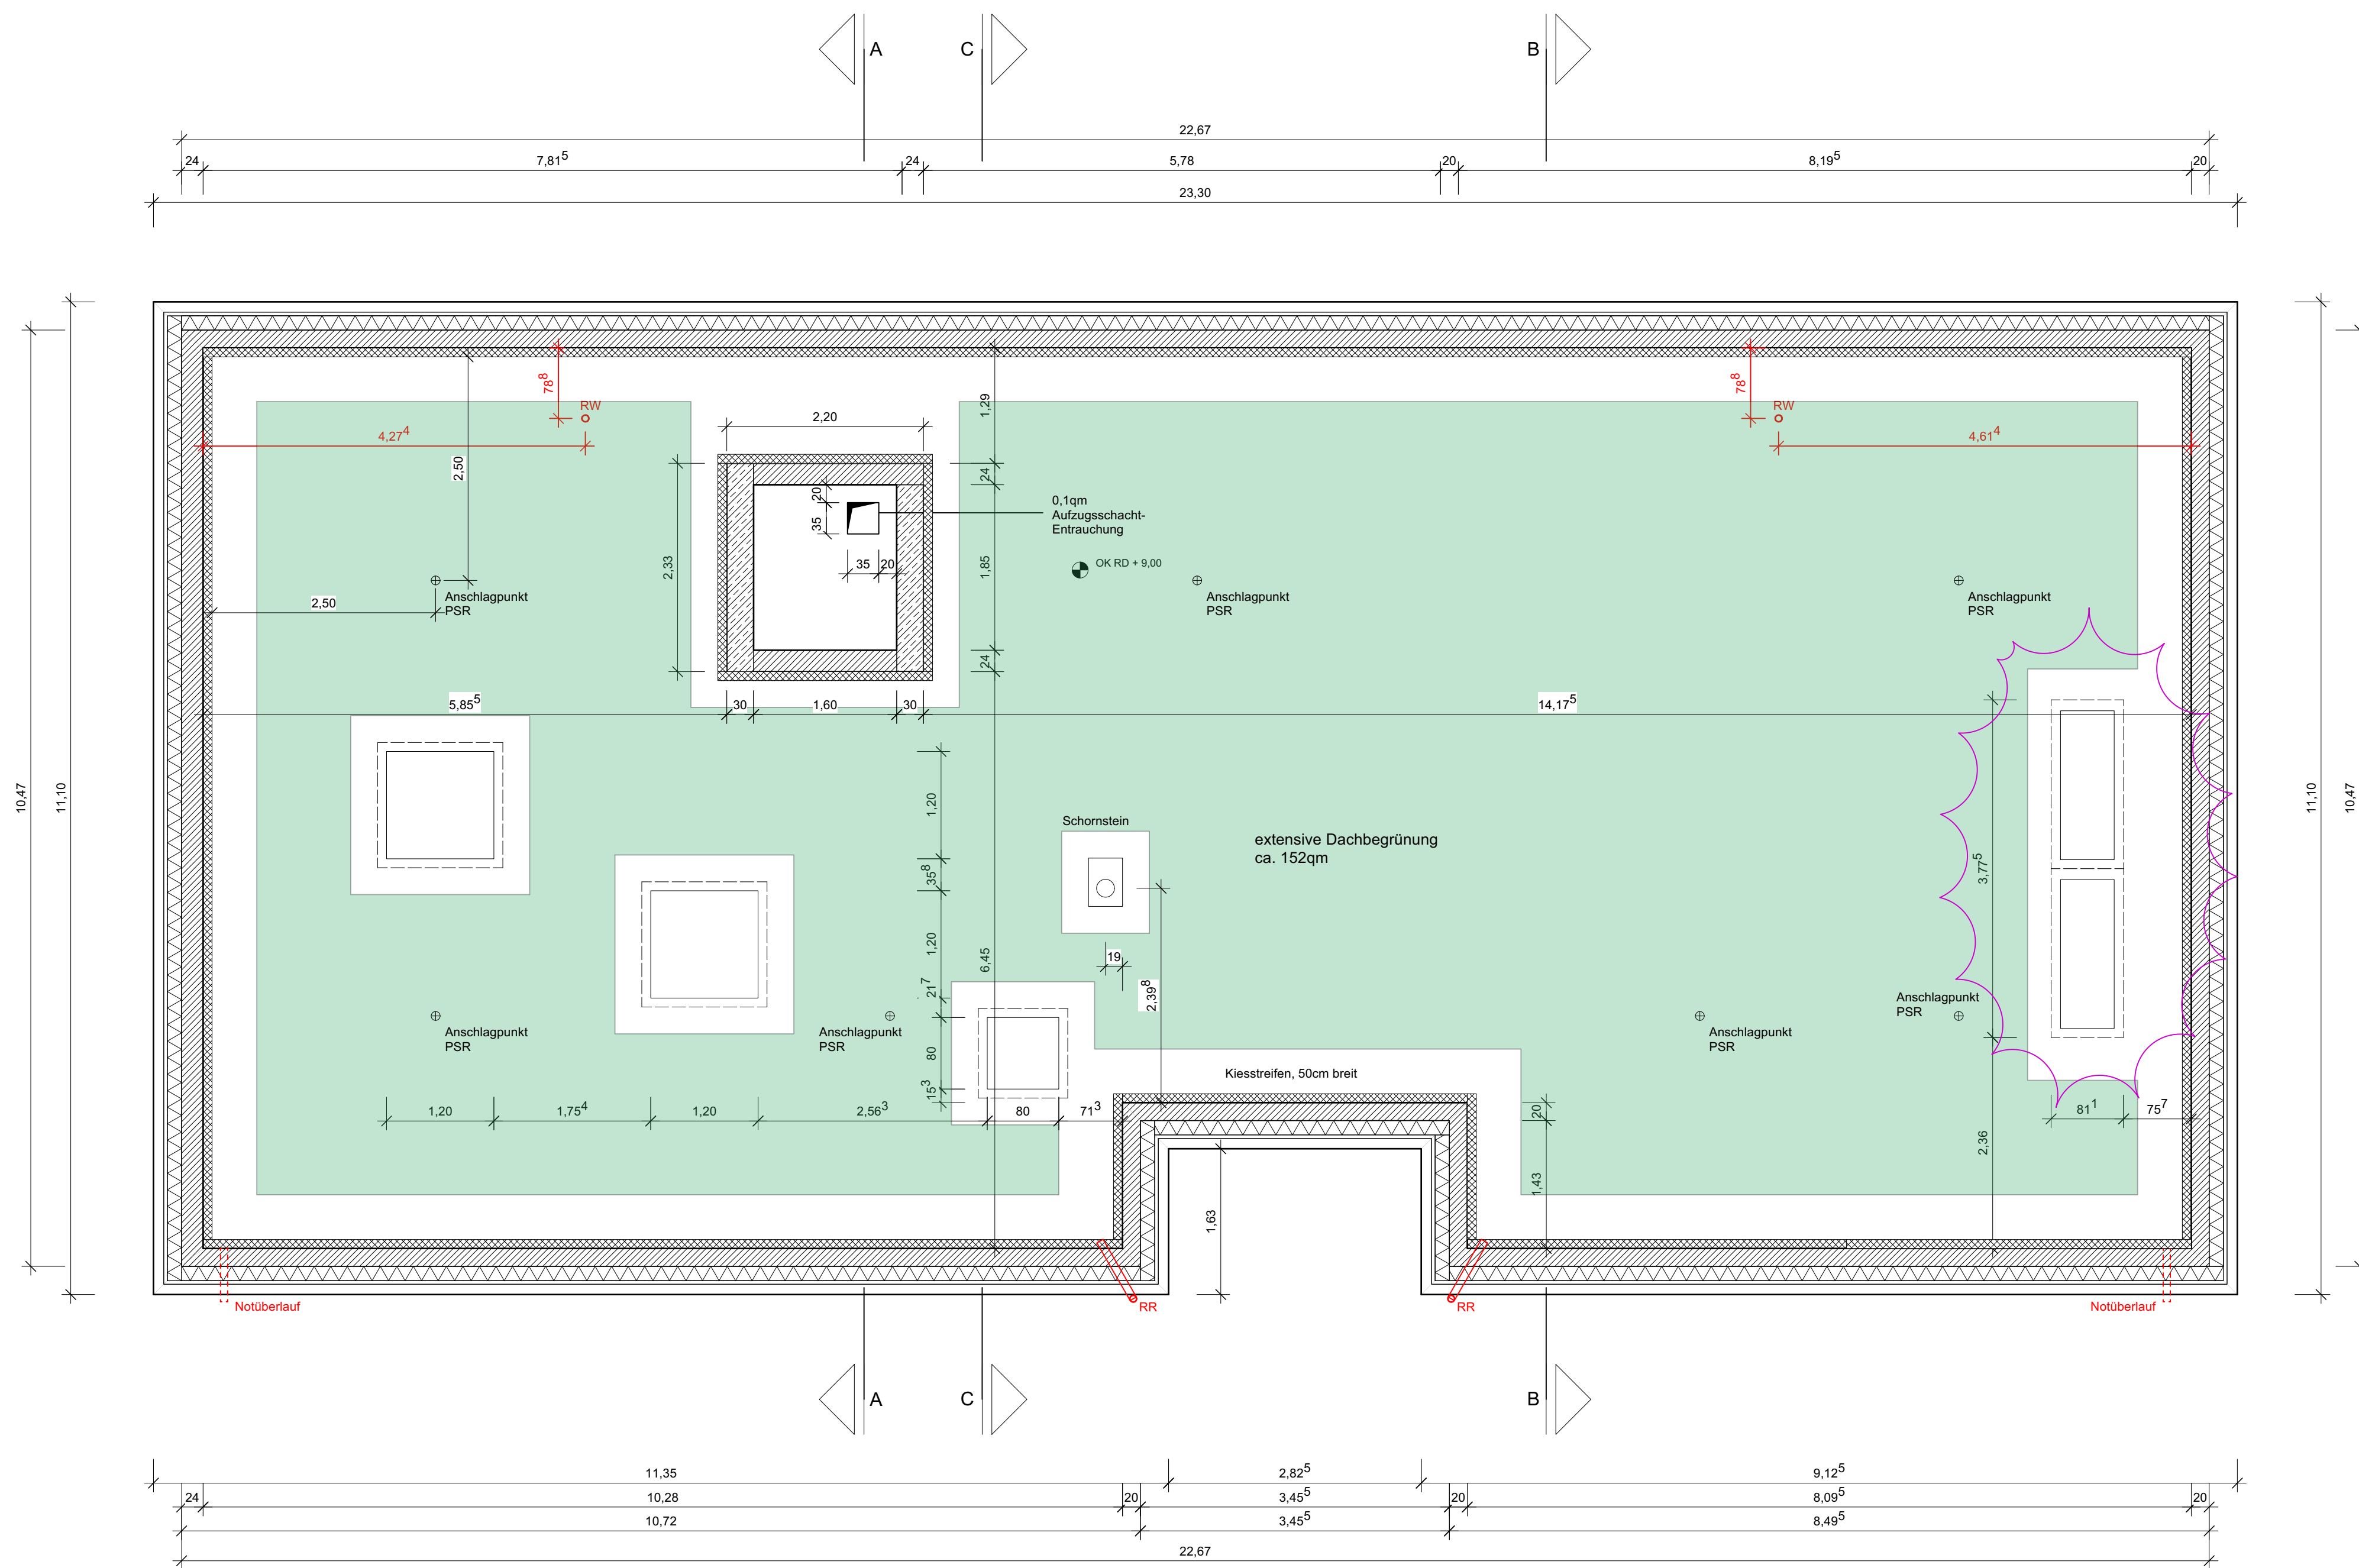 A
C
B
22,67
24
7,81⁵
24
5,78
20
8,19⁵
20
23,30
78⁸
RW
4,27⁴
2,50
2,20
1,29
78⁸
RW
4,61⁴
24
20
35
0,1qm
Aufzugsschacht-
Entrauchung
2,33
35
20
1,85
OK RD + 9,00
2,50
Anschlagpunkt
PSR
Anschlagpunkt
PSR
Anschlagpunkt
PSR
24
5,85⁵
30
1,60
30
14,17⁵
10,47
11,10
1,20
11,10
10,47
Schornstein
extensive Dachbegrünung
ca. 152qm
35⁸
3,77⁵
1,20
6,45
19
21⁷
2,39⁸
Anschlagpunkt
PSR
Anschlagpunkt
PSR
Anschlagpunkt
PSR
Anschlagpunkt
PSR
80
Kiesstreifen, 50cm breit
15³
1,20
1,75⁴
1,20
2,56³
80
71³
20
81¹
75⁷
2,36
1,43
1,63
Notüberlauf
RR
RR
Notüberlauf
A
C
B
11,35
2,82⁵
9,12⁵
24
10,28
20
3,45⁵
20
8,09⁵
20
10,72
3,45⁵
8,49⁵
22,67